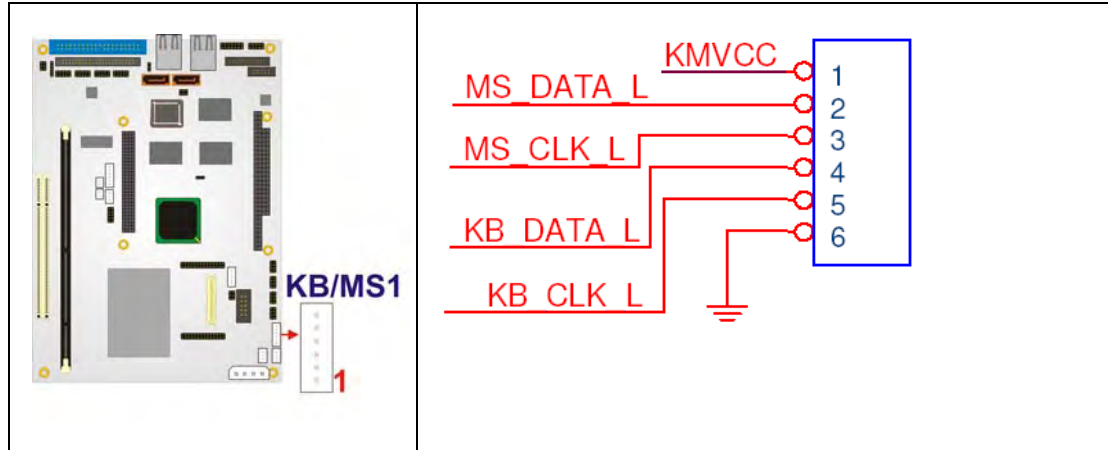 KB/MS1
1
KMVCC
1
MS_DATA_L
2
MS_CLK_L
3
4
KB_DATA_L
5
6
KB_CLK_L